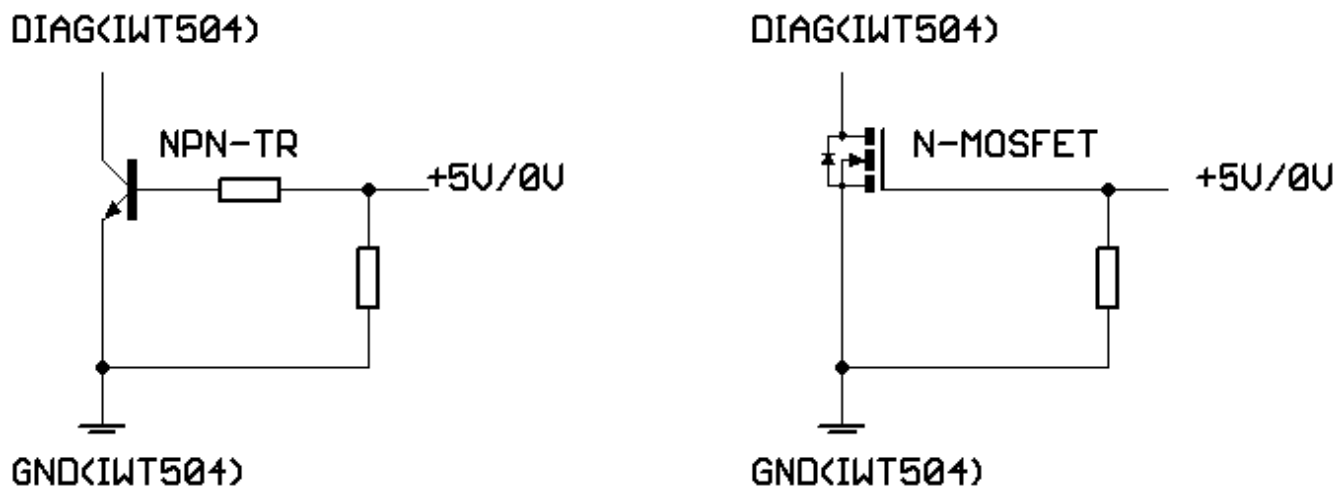 DIAG(IWT504)
NPN-TR
+5V/0V
GND(IWT504)
DIAG(IWT504)
N-MOSFET
+5V/0V
GND(IWT504)